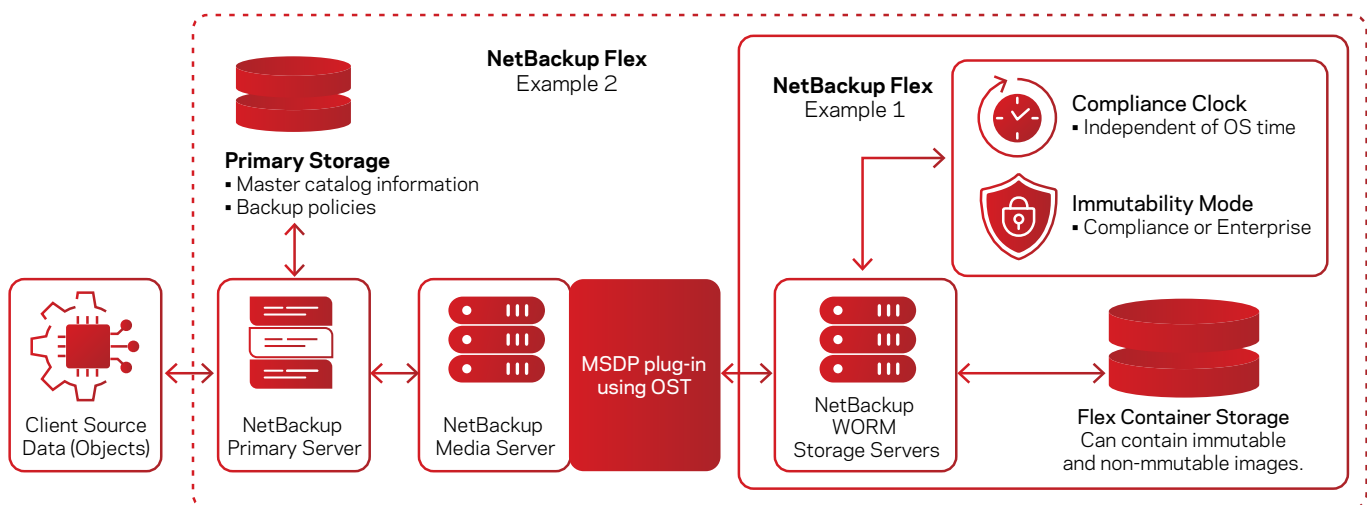 NetBackup Flex
Example 2
NetBackup Flex
Example 1
Compliance Clock
▪ Independent of OS time
Immutability Mode
▪ Compliance or Enterprise
Primary Storage
▪ Master catalog information
▪ Backup policies
Client Source
Data (Objects)
NetBackup
Primary Server
NetBackup
Media Server
MSDP plug-in
using OST
NetBackup
WORM
Storage Servers
Flex Container Storage
Can contain immutable
and non-mmutable images.